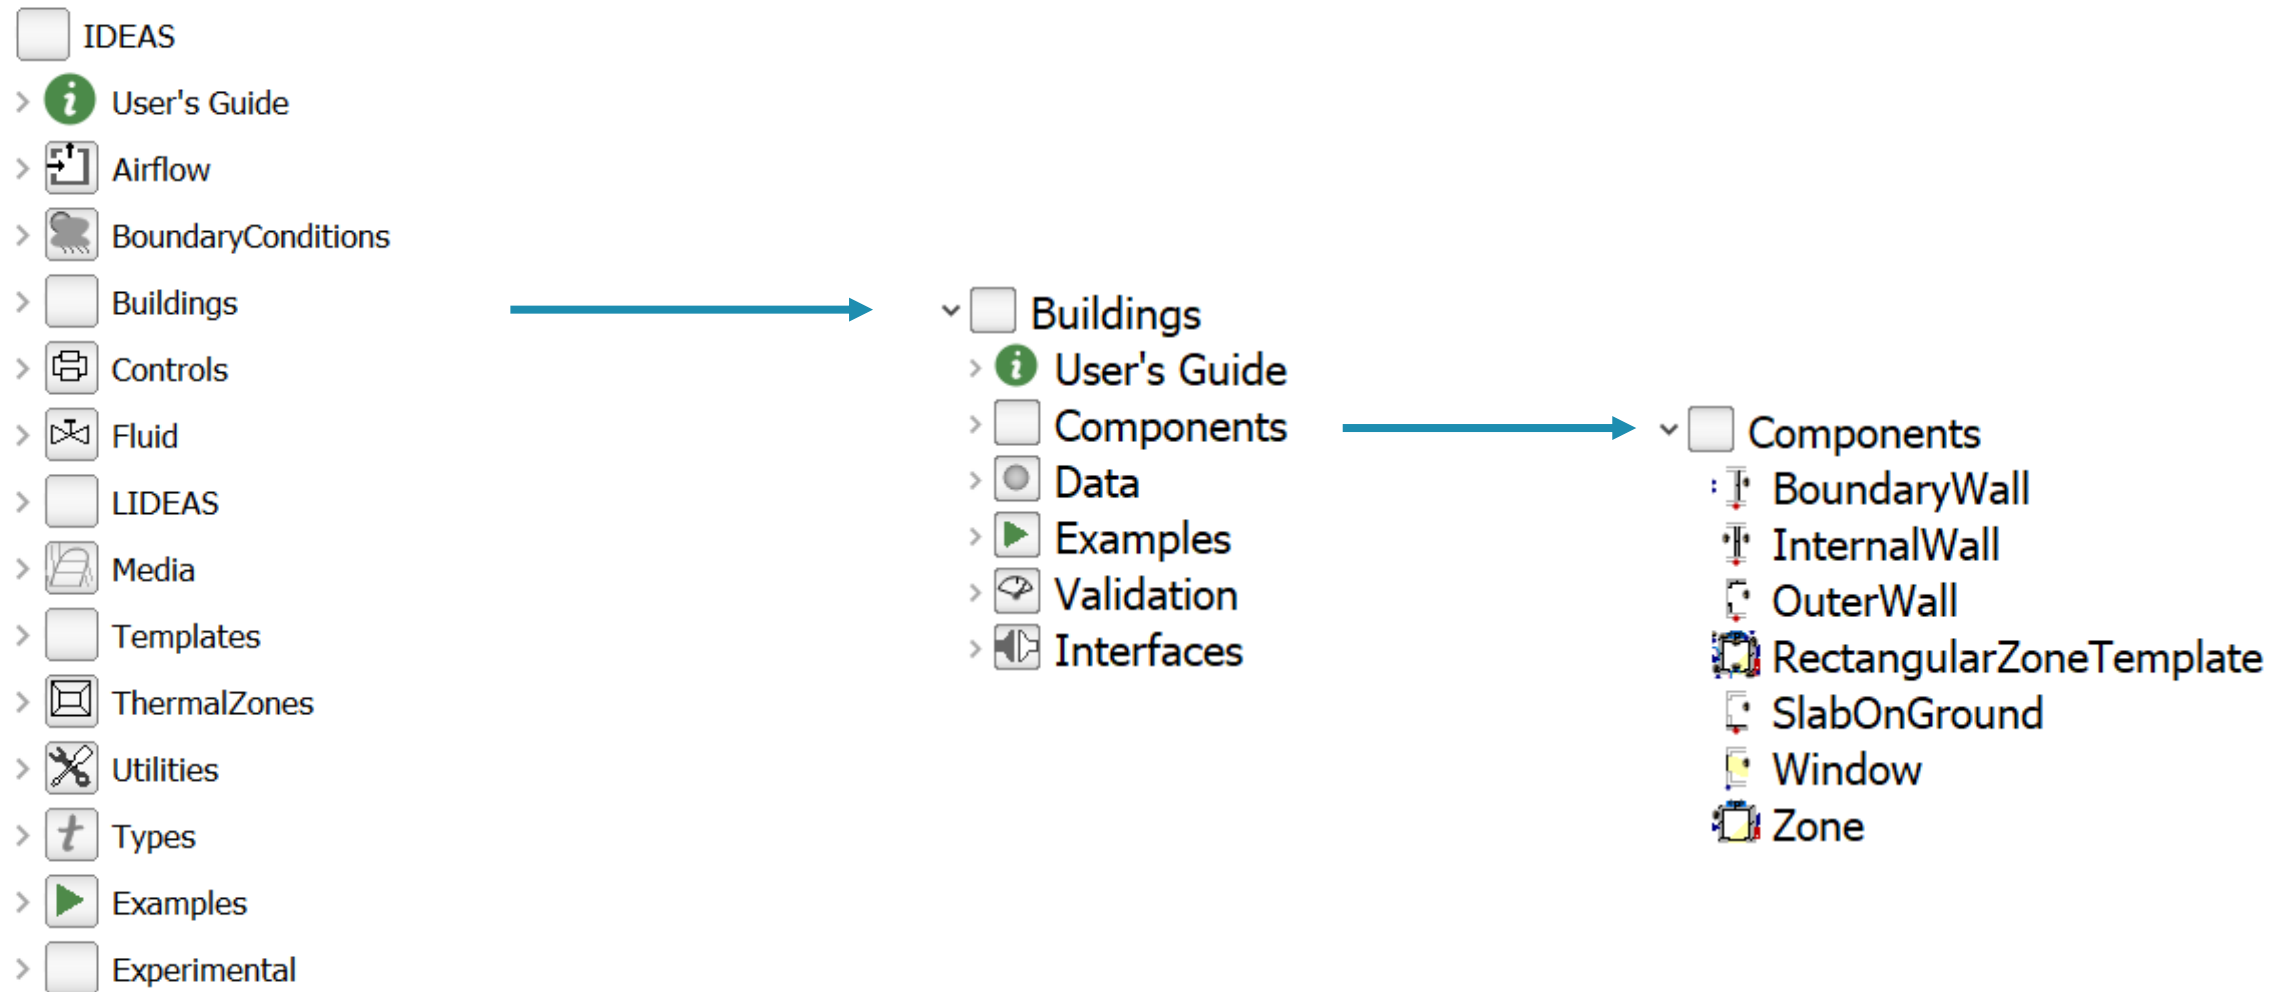 IDEAS
User's Guide
Airflow
BoundaryConditions
Buildings
Controls
Fluid
LIDEAS
Media
Templates
ThermalZones
Utilities
Types
Examples
Experimental
Buildings
User's Guide
Components
Data
Examples
Validation
Interfaces
Components
BoundaryWall
InternalWall
OuterWall
RectangularZoneTemplate
SlabOnGround
Window
Zone